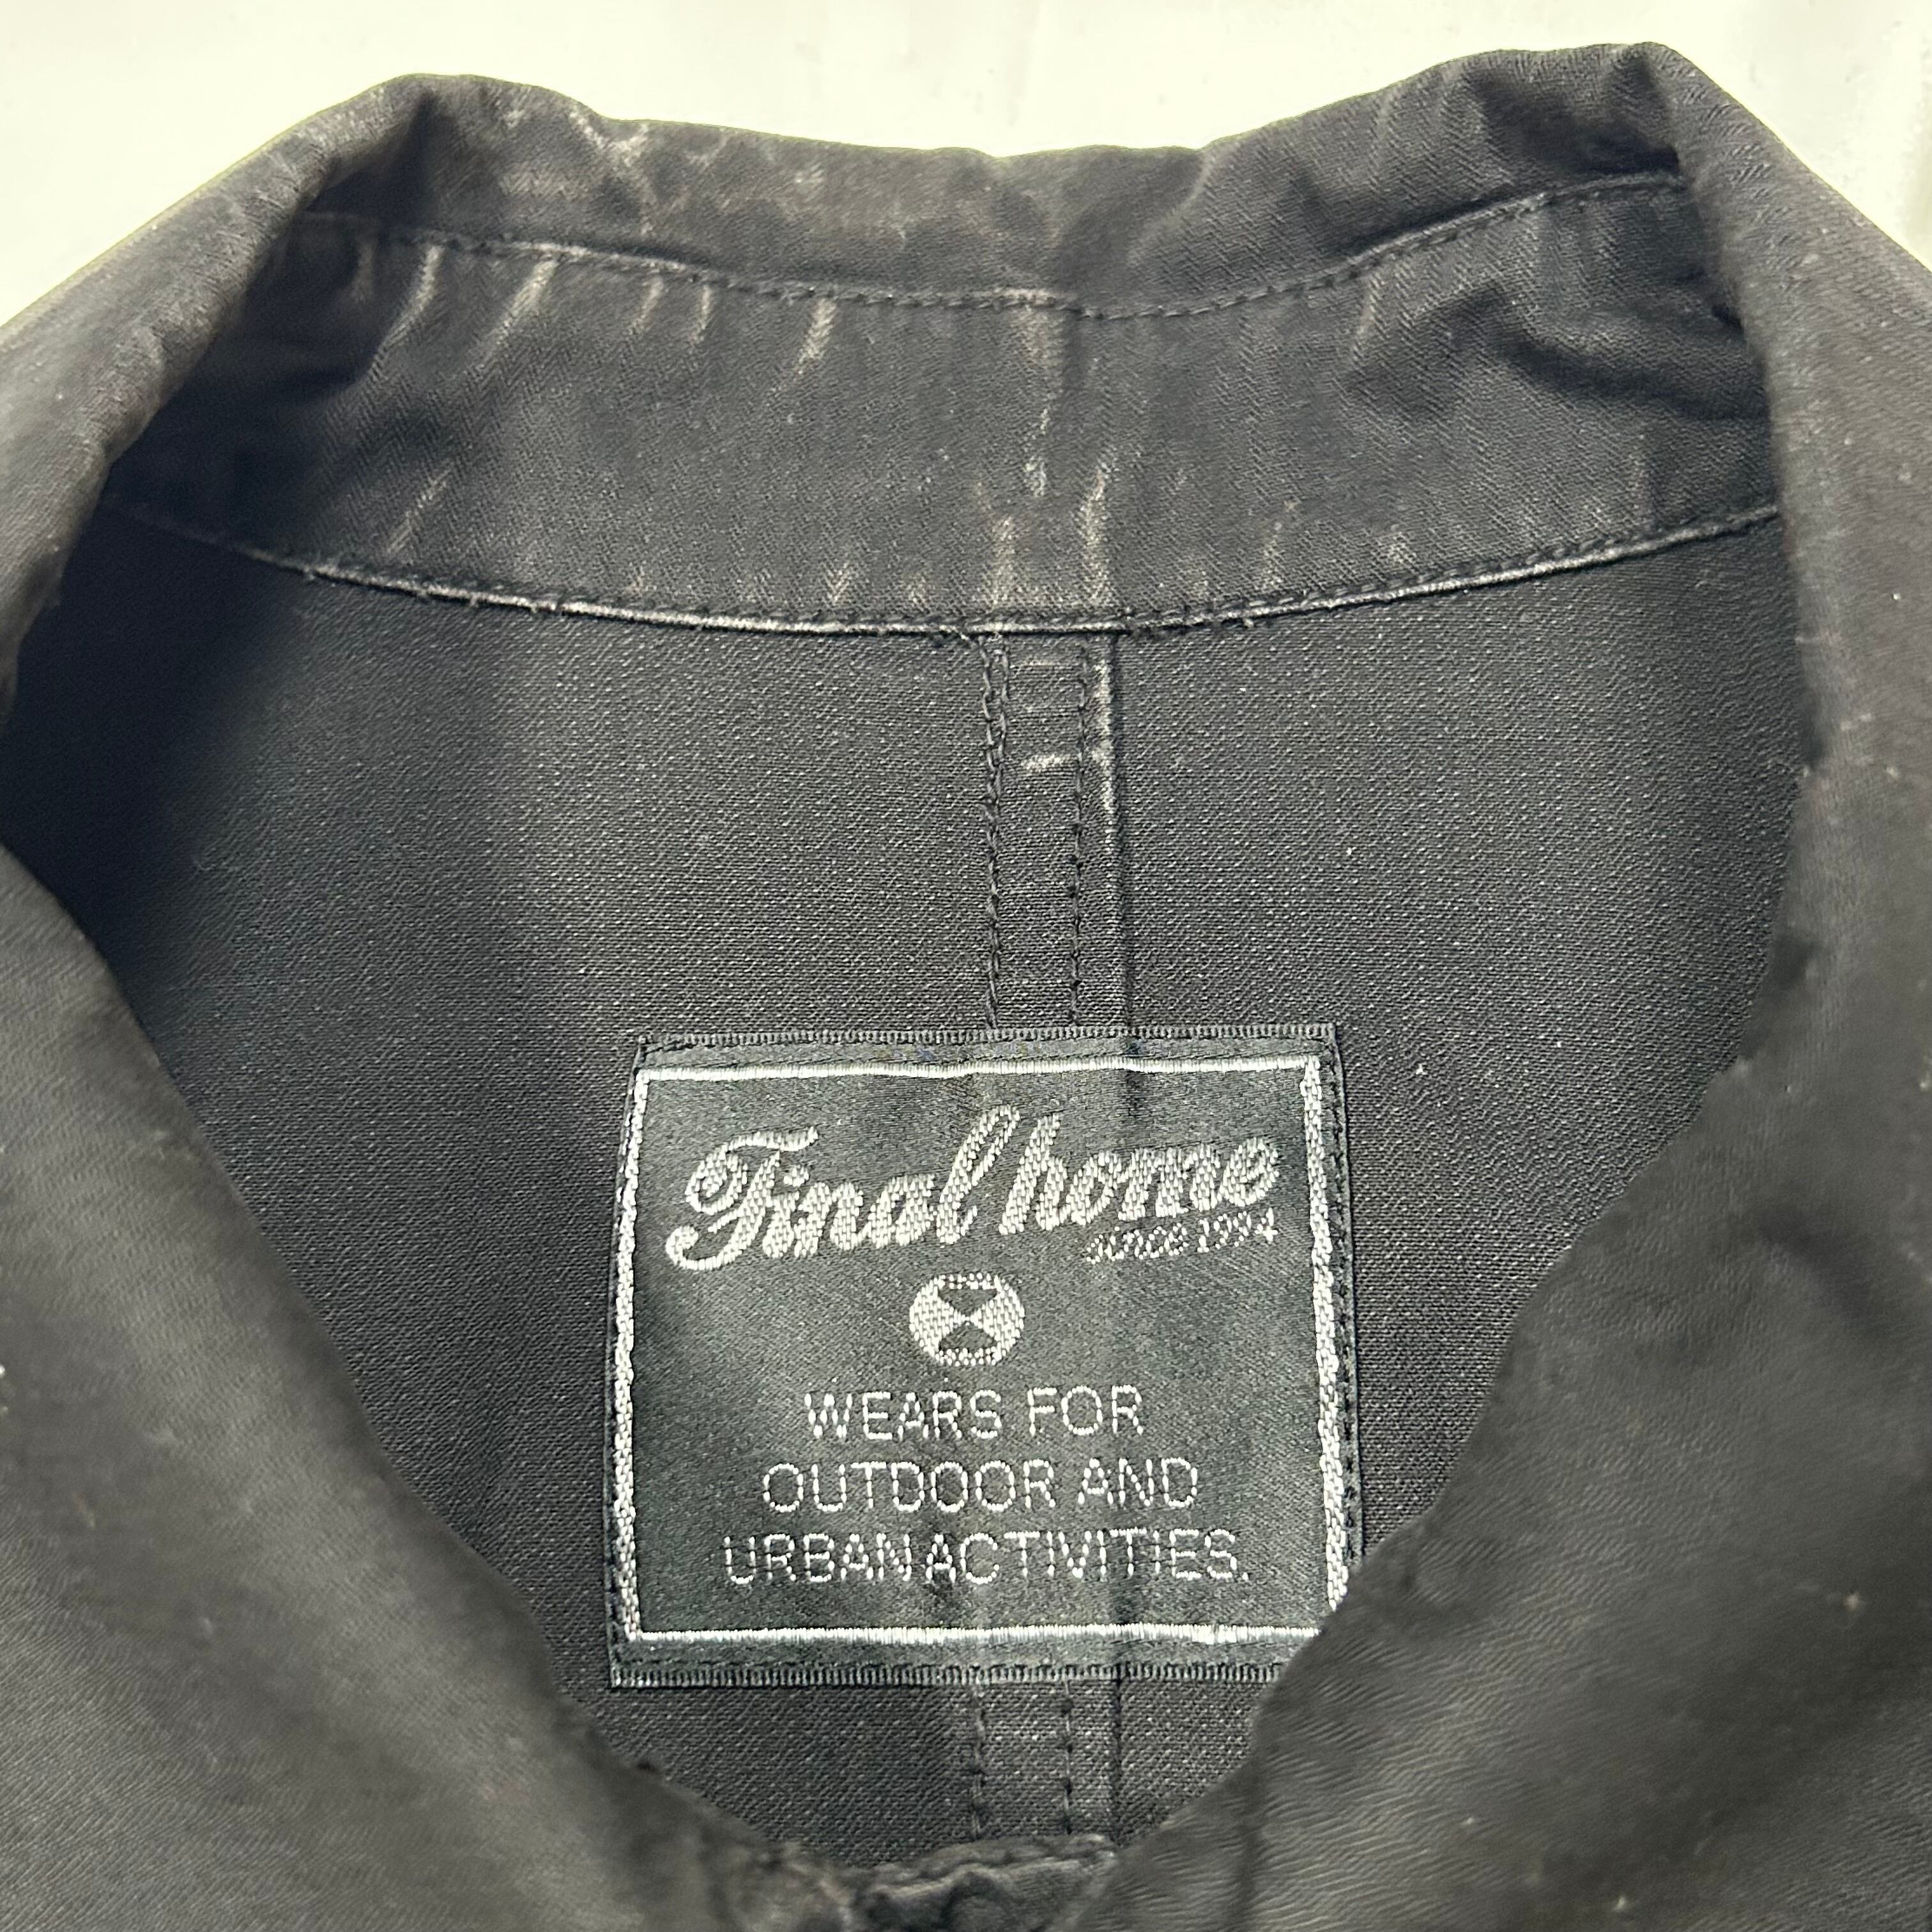 Final home
since 1994
WEARS FOR
OUTDOOR AND
URBAN ACTIVITIES.